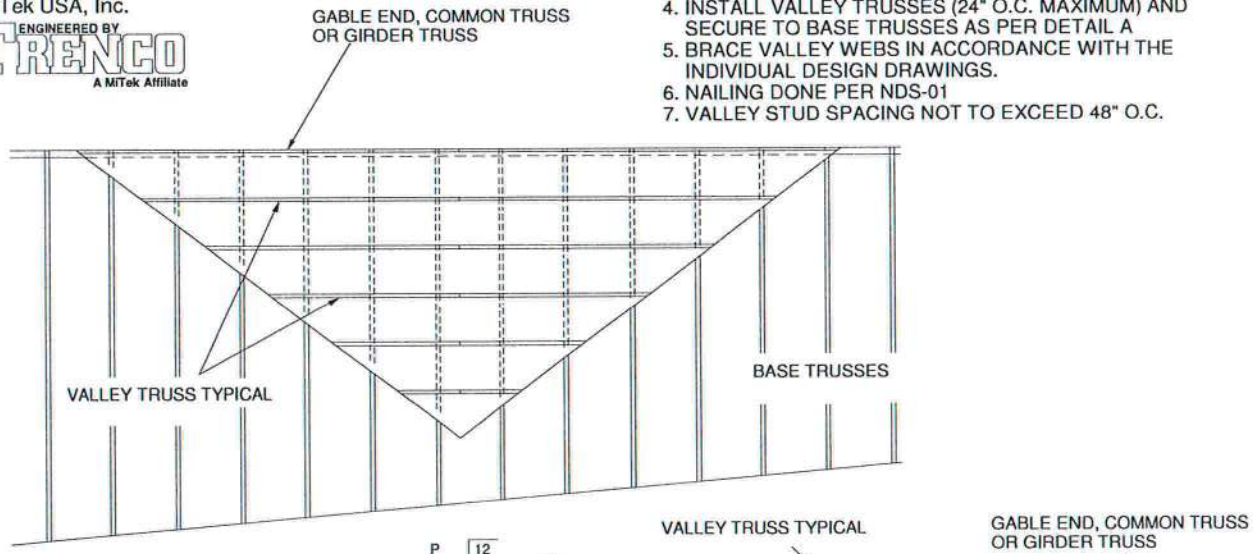 Tek USA, Inc.
ENGINEERED BY
TRENCO
A MiTek Affiliate
GABLE END, COMMON TRUSS
OR GIRDER TRUSS
4. INSTALL VALLEY TRUSSES (24" O.C. MAXIMUM) AND
SECURE TO BASE TRUSSES AS PER DETAIL A
5. BRACE VALLEY WEBS IN ACCORDANCE WITH THE
INDIVIDUAL DESIGN DRAWINGS.
6. NAILING DONE PER NDS-01
7. VALLEY STUD SPACING NOT TO EXCEED 48" O.C.
VALLEY TRUSS TYPICAL
BASE TRUSSES
P 12
VALLEY TRUSS TYPICAL
GABLE END, COMMON TRUSS
OR GIRDER TRUSS